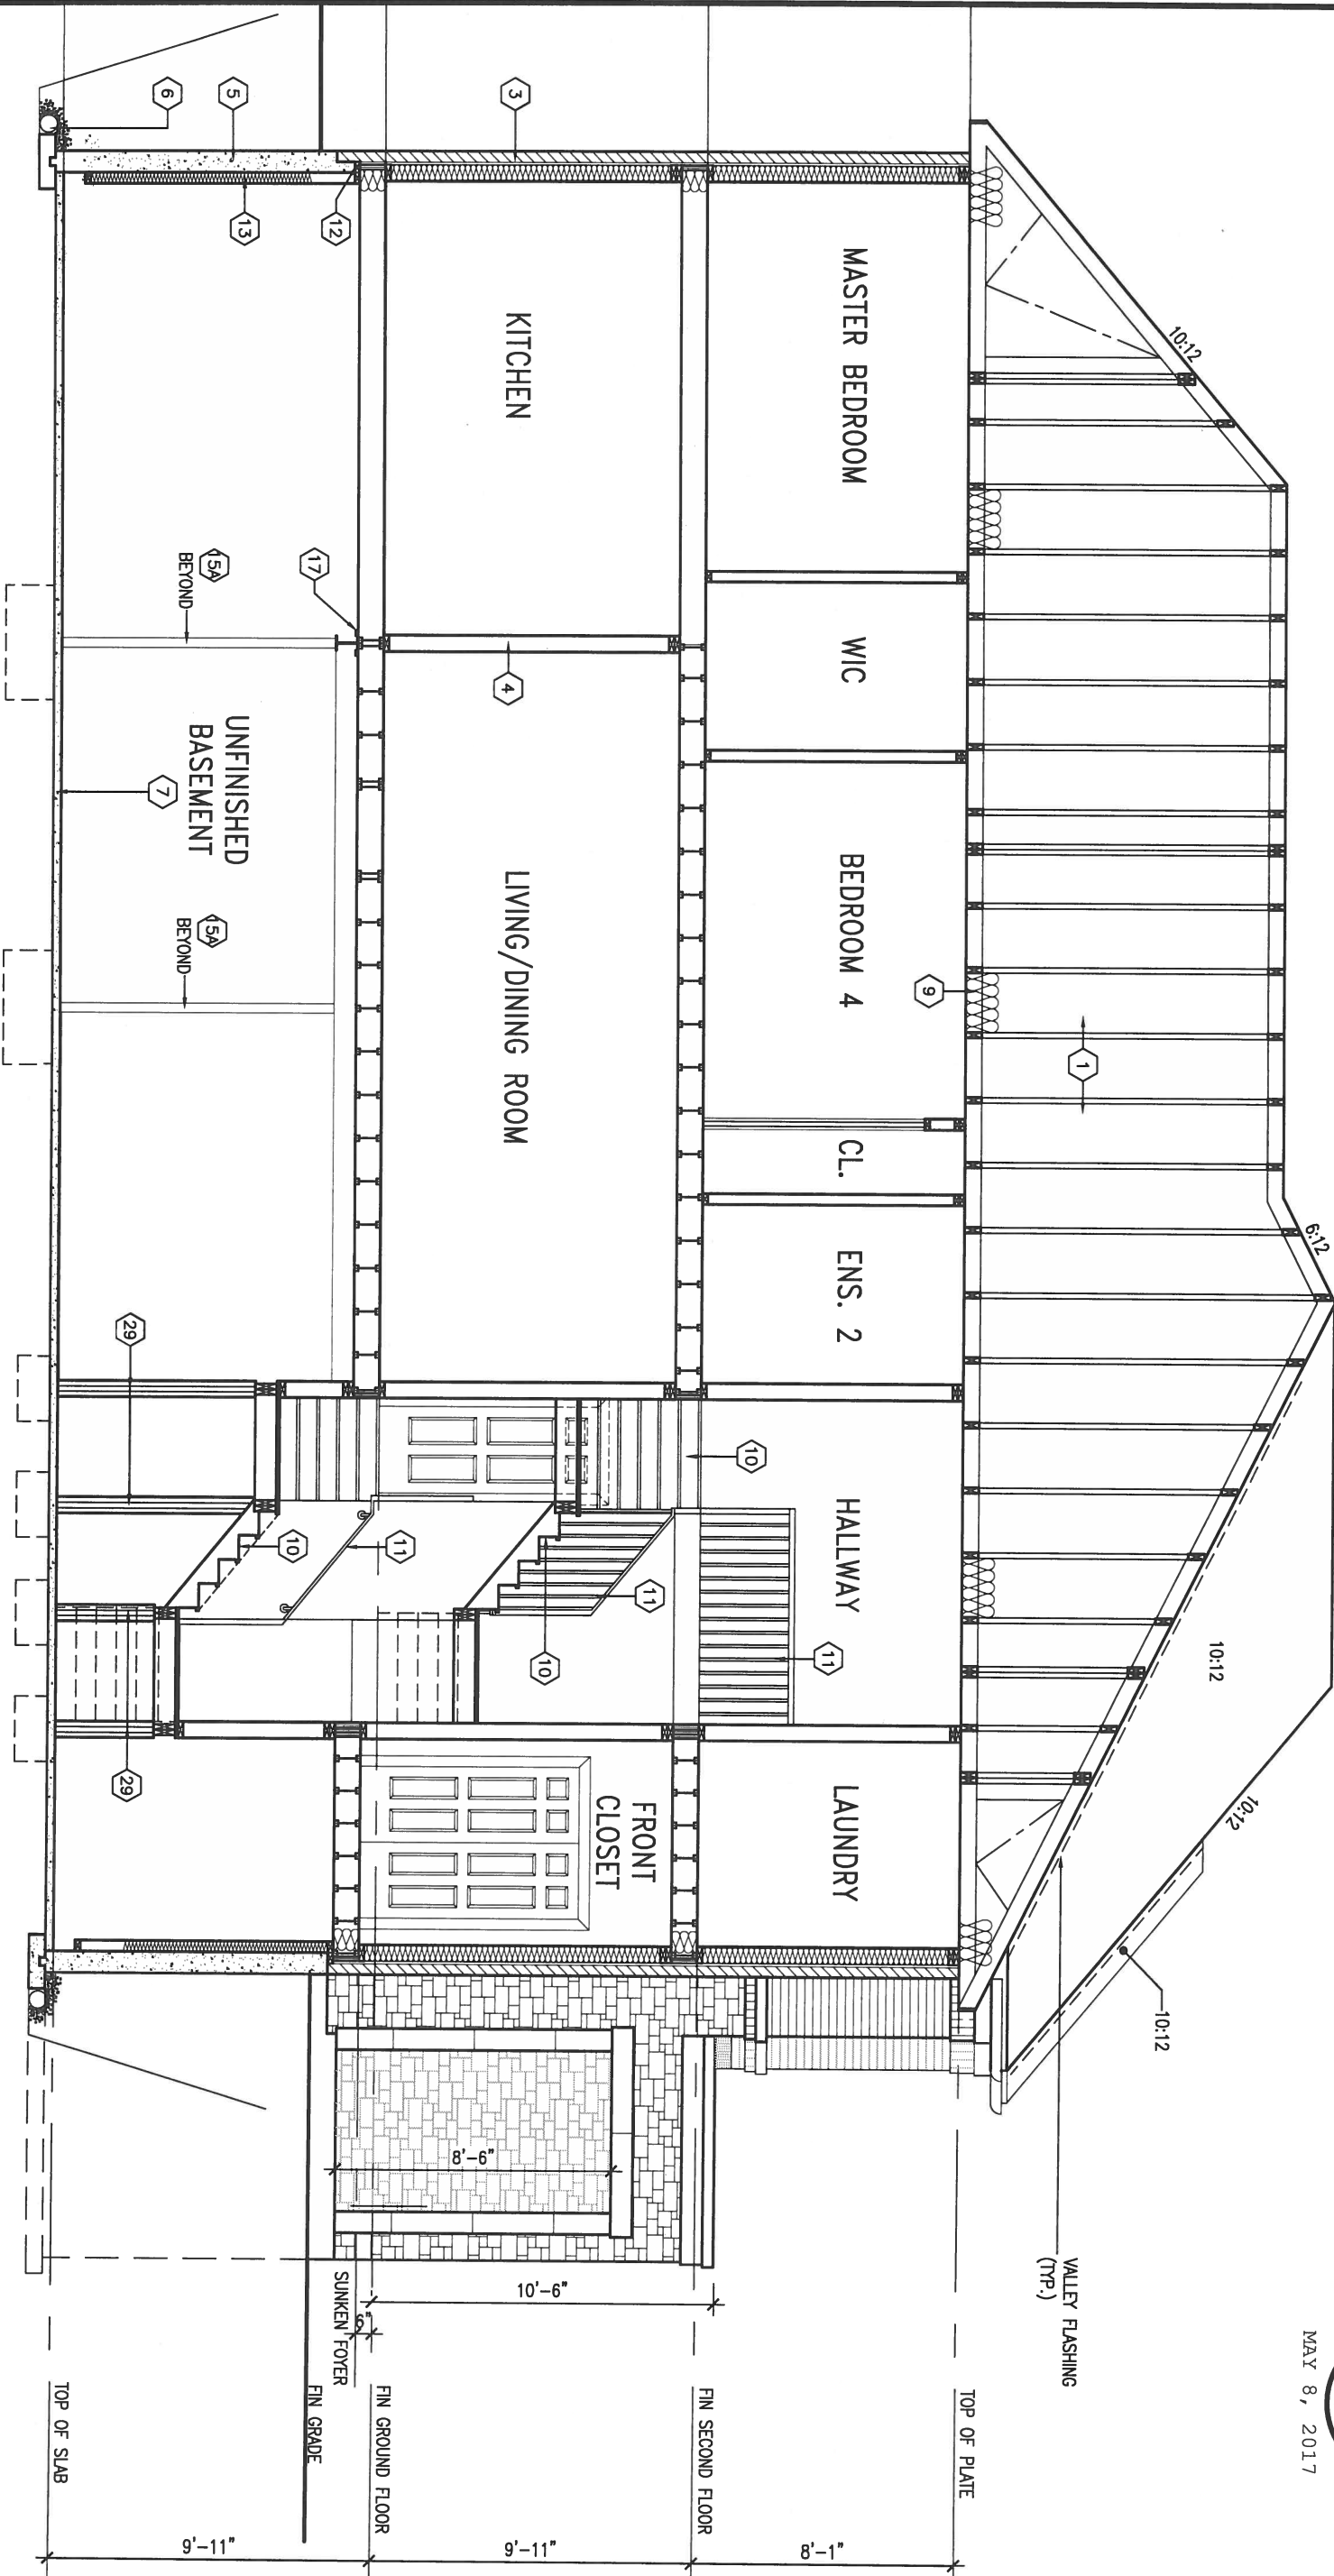 MAY 8, 2017
10:12
6:12
10:12
10:12
10:12
VALLEY FLASHING
(TYP.)
1
9
MASTER BEDROOM
WIC
BEDROOM 4
CL.
ENS. 2
HALLWAY
LAUNDRY
TOP OF PLATE
8'-1"
10
11
3
KITCHEN
4
LIVING/DINING ROOM
11
10
11
FRONT
CLOSET
8'-6"
10'-6"
FIN SECOND FLOOR
9'-11"
12
17
10
6"
SUNKEN FOYER
FIN GROUND FLOOR
FIN GRADE
5
6
13
15A
BEYOND
UNFINISHED
BASEMENT
7
15A
BEYOND
29
29
9'-11"
TOP OF SLAB